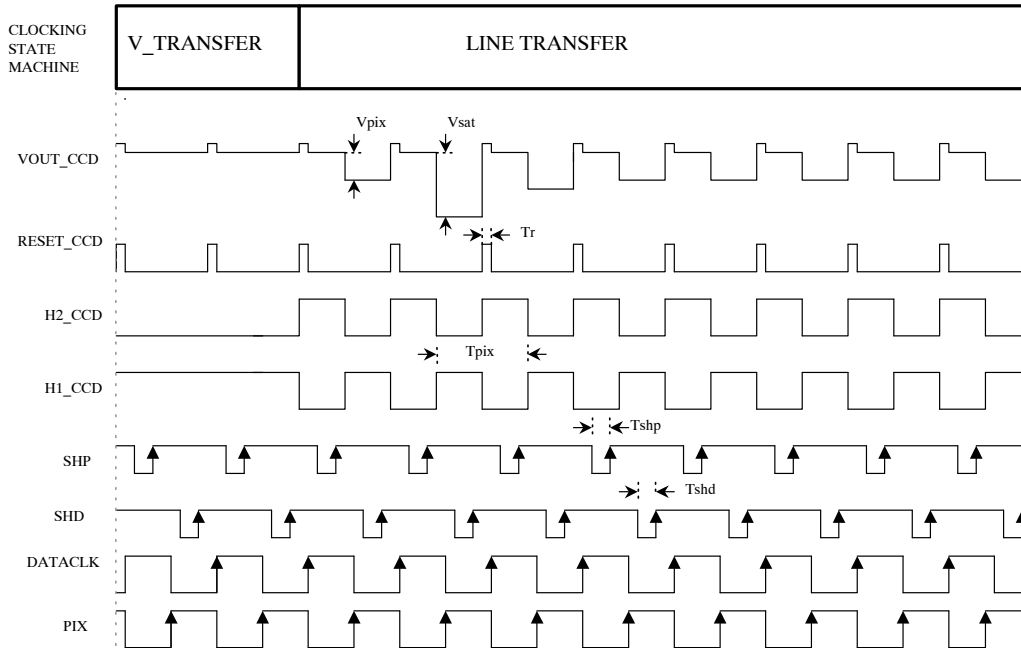 CLOCKING
STATE
MACHINE
V_TRANSFER
LINE TRANSFER
Vpix
Vsat
VOUT_CCD
RESET_CCD
Tr
H2_CCD
Tpix
H1_CCD
Tshp
SHP
Tshd
SHD
DATACLK
PIX